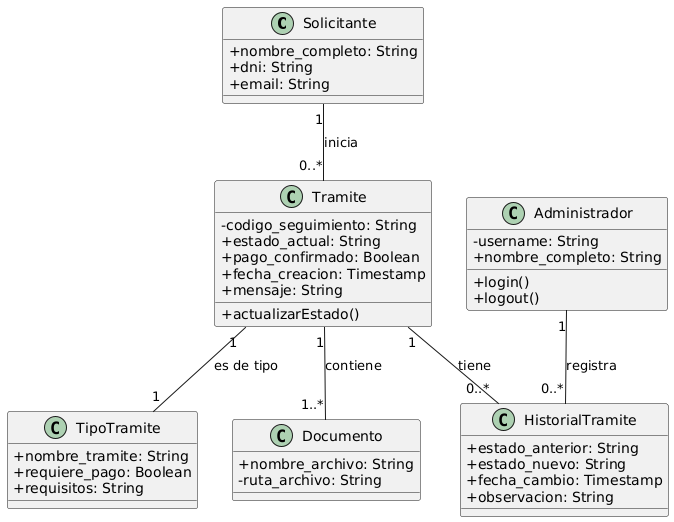 C Solicitante
+nombre_completo: String
+dni: String
+email: String
1
inicia
0..*
C Tramite
-codigo_seguimiento: String
+estado_actual: String
+pago_confirmado: Boolean
+fecha_creacion: Timestamp
+mensaje: String
+actualizarEstado()
C Administrador
-username: String
+nombre_completo: String
+login()
+logout()
1
es de tipo
1
1
contiene
1..*
1
tiene
0..*
1
registra
0..*
C TipoTramite
+nombre_tramite: String
+requiere_pago: Boolean
+requisitos: String
C Documento
+nombre_archivo: String
-ruta_archivo: String
C HistorialTramite
+estado_anterior: String
+estado_nuevo: String
+fecha_cambio: Timestamp
+observacion: String